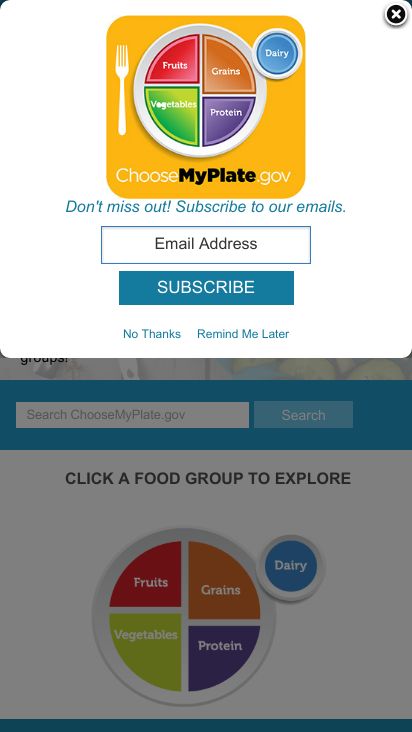 Fruits
Grains
Dairy
Vegetables
Protein
ChooseMyPlate.gov
Don't miss out! Subscribe to our emails.
Email Address
SUBSCRIBE
No Thanks Remind Me Later
groups!
Search ChooseMyPlate.gov Search
CLICK A FOOD GROUP TO EXPLORE
Fruits
Grains
Dairy
Vegetables
Protein